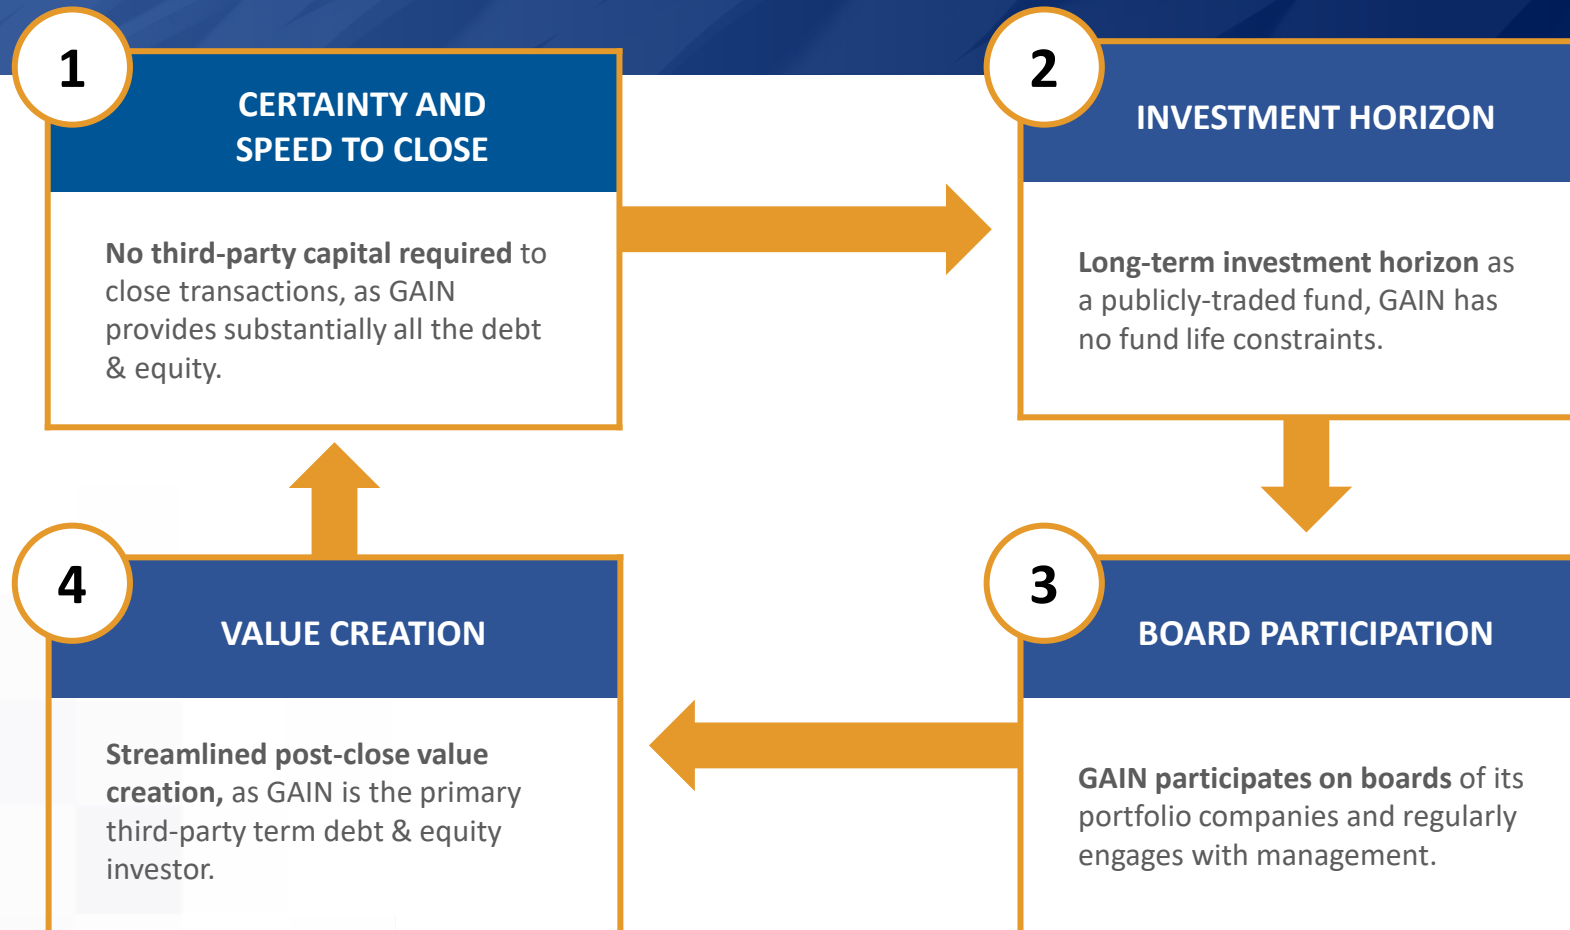 1
CERTAINTY AND
SPEED TO CLOSE
No third-party capital required to
close transactions, as GAIN
provides substantially all the debt
& equity.
2
INVESTMENT HORIZON
Long-term investment horizon as
a publicly-traded fund, GAIN has
no fund life constraints.
3
BOARD PARTICIPATION
GAIN participates on boards of its
portfolio companies and regularly
engages with management.
4
VALUE CREATION
Streamlined post-close value
creation, as GAIN is the primary
third-party term debt & equity
investor.